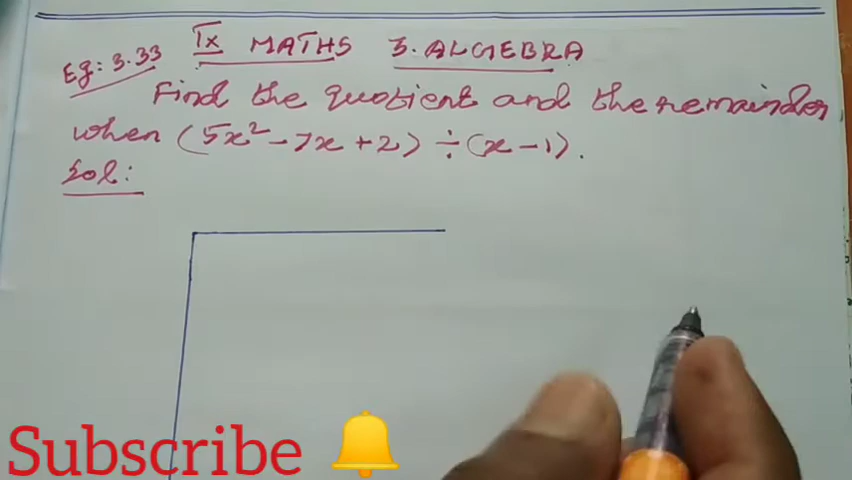 IX MATHS 3. ALGEBRA
Eg: 3.33
Find the quotient and the remainder
when (5x² - 7x + 2) ÷ (x - 1).
Sol:
Subscribe